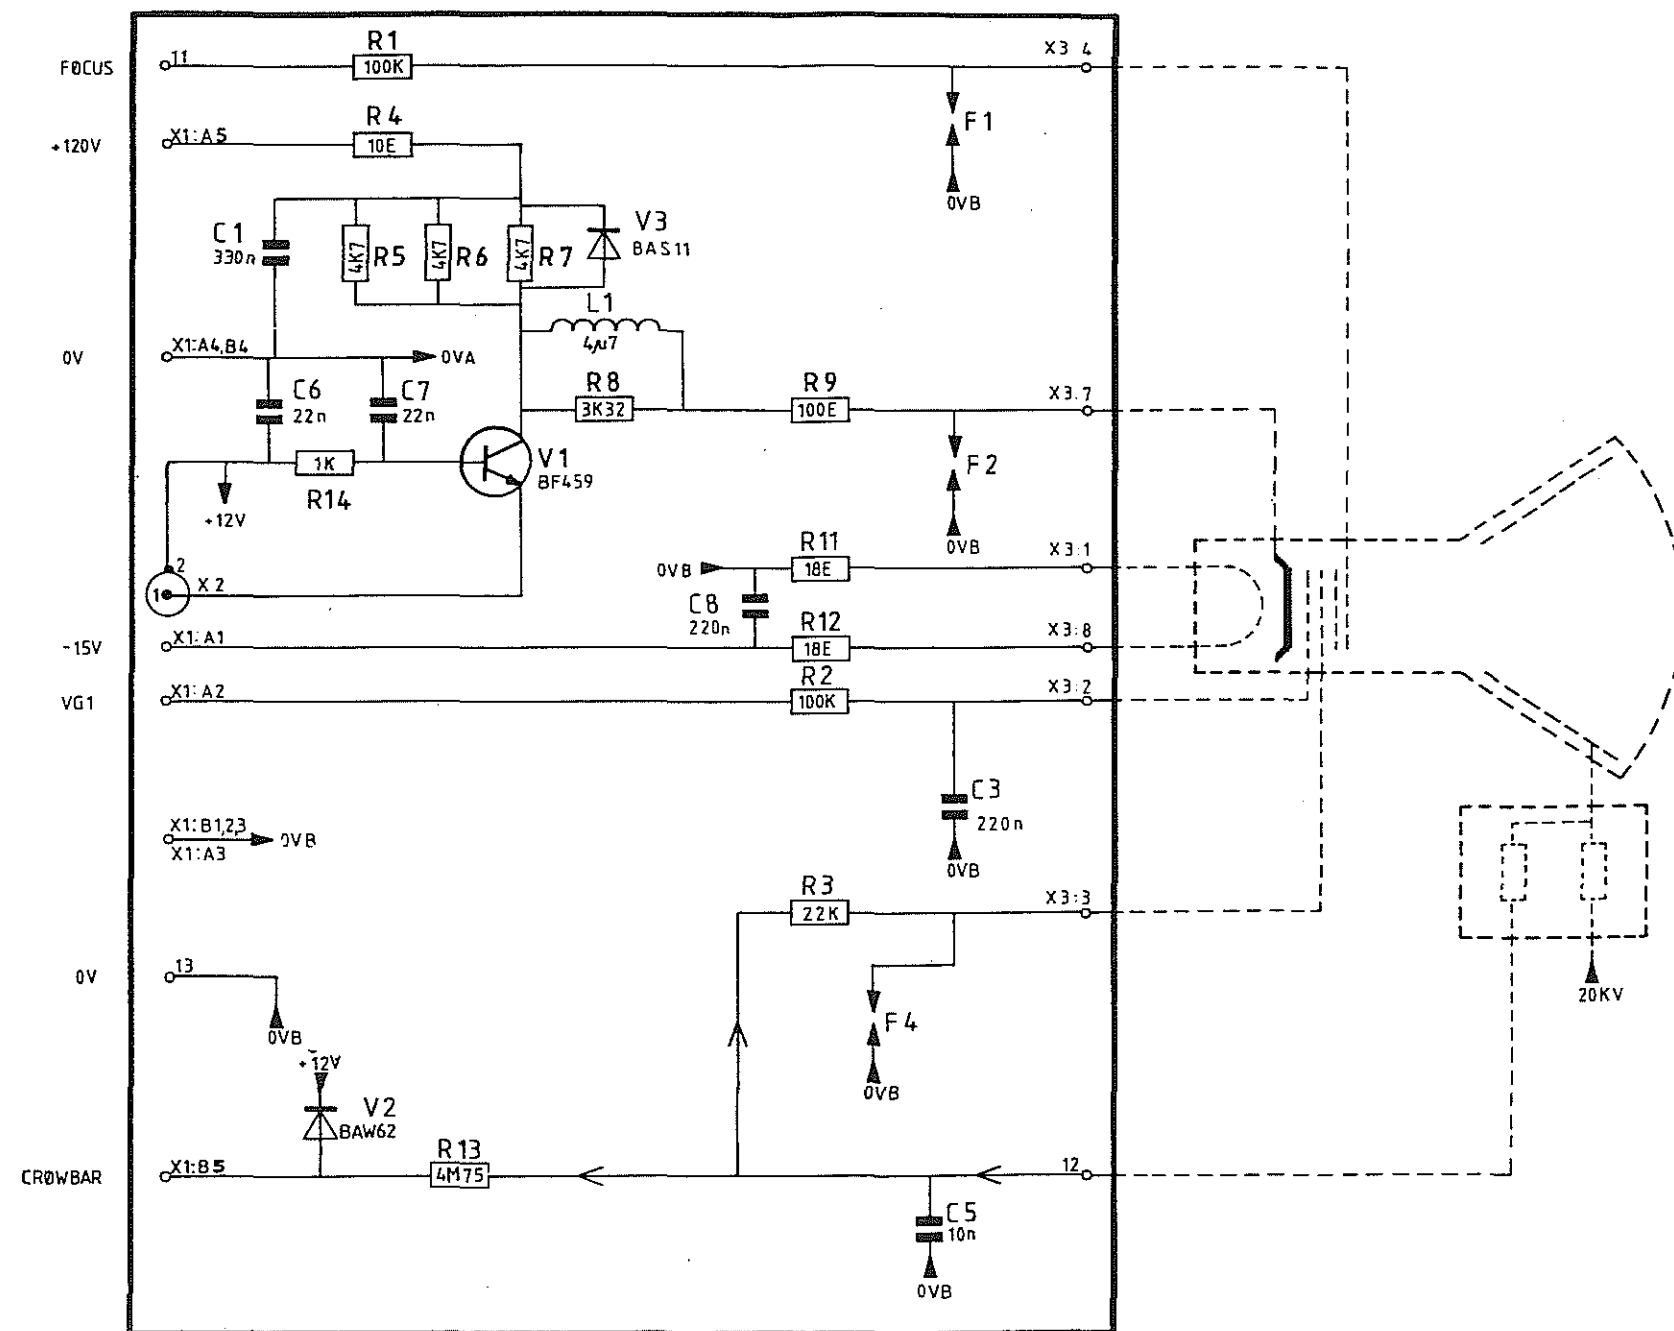 FØCUS
11
R1
100K
X3 4
F1
0VB
+120V
X1:A5
R4
10E
C1
330n
4K7
R5
4K7
R6
4K7
R7
V3
BAS11
L1
4µ7
0V
X1:A4,B4
0VA
C6
22n
C7
22n
R8
3K32
R9
100E
X3.7
F2
0VB
1K
R14
+12V
V1
BF459
2
1
X2
0VB
R11
18E
X3:1
C8
220n
R12
18E
X3:8
-15V
X1:A1
VG1
X1:A2
R2
100K
X3:2
C3
220n
0VB
X1:B1,2,3
X1:A3
0VB
R3
22K
X3:3
F4
0VB
0V
13
0VB
20KV
+12V
V2
BAW62
CRØWBAR
X1:B5
R13
4M75
12
C5
10n
0VB